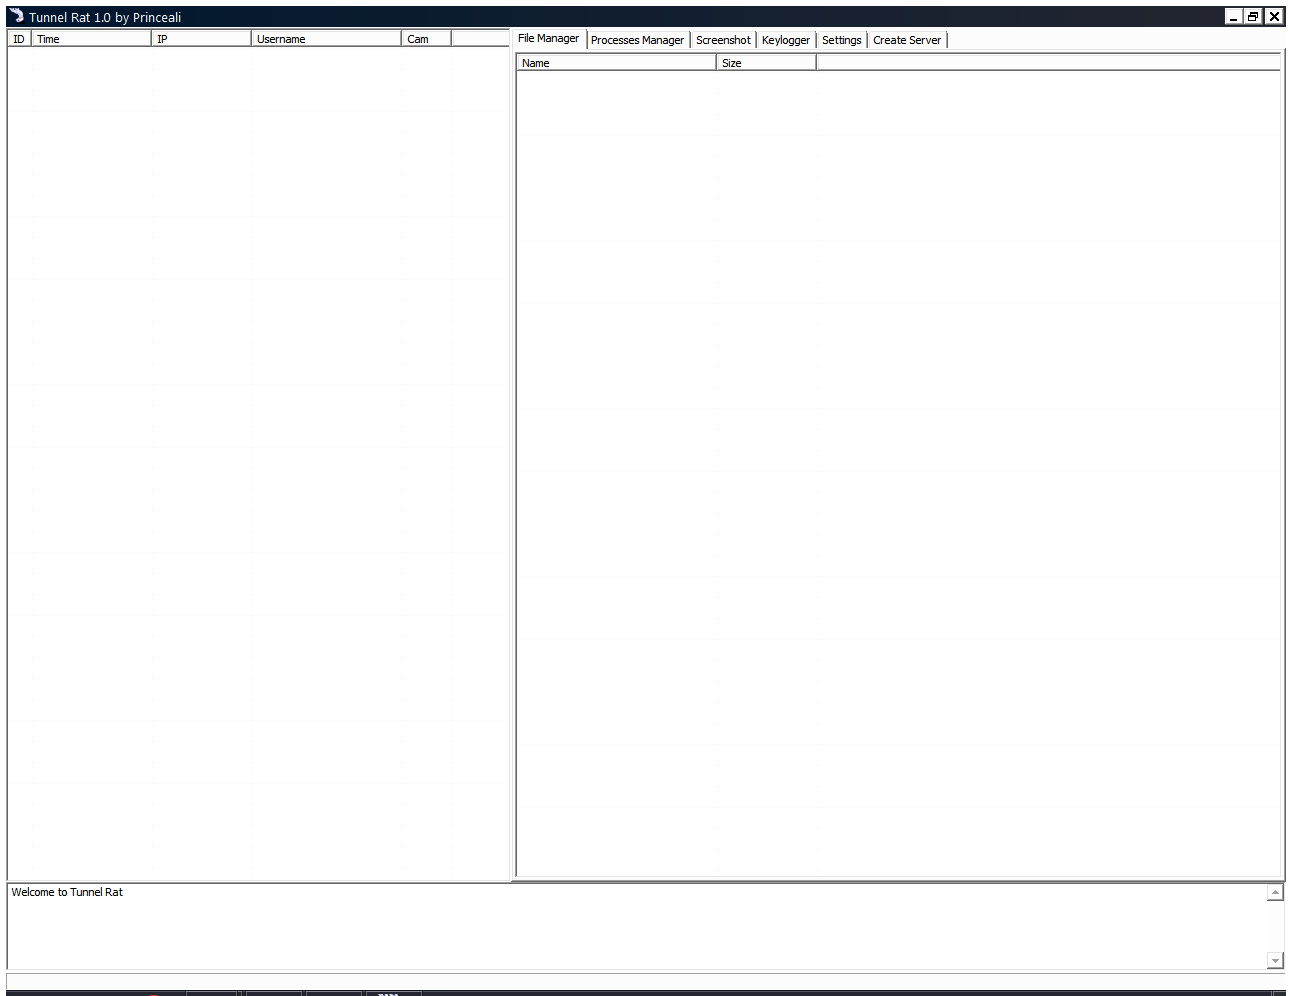 Tunnel Rat 1.0 by Princeali
ID Time IP Username Cam
File Manager Processes Manager Screenshot Keylogger Settings Create Server
Name Size
Welcome to Tunnel Rat